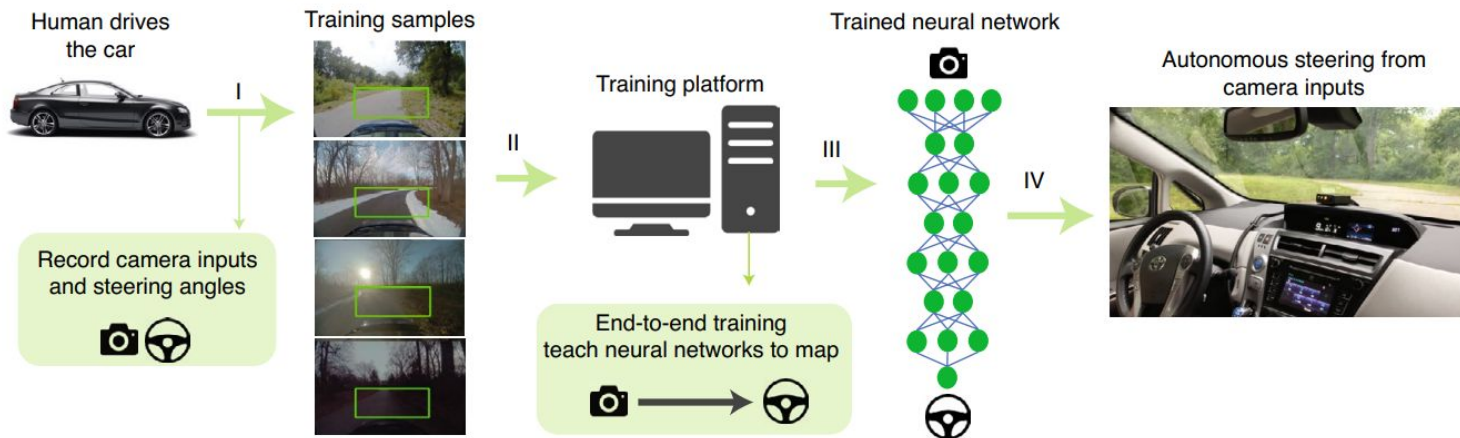 Human drives
the car
I
Record camera inputs
and steering angles
Training samples
II
Training platform
End-to-end training
teach neural networks to map
III
Trained neural network
IV
Autonomous steering from
camera inputs